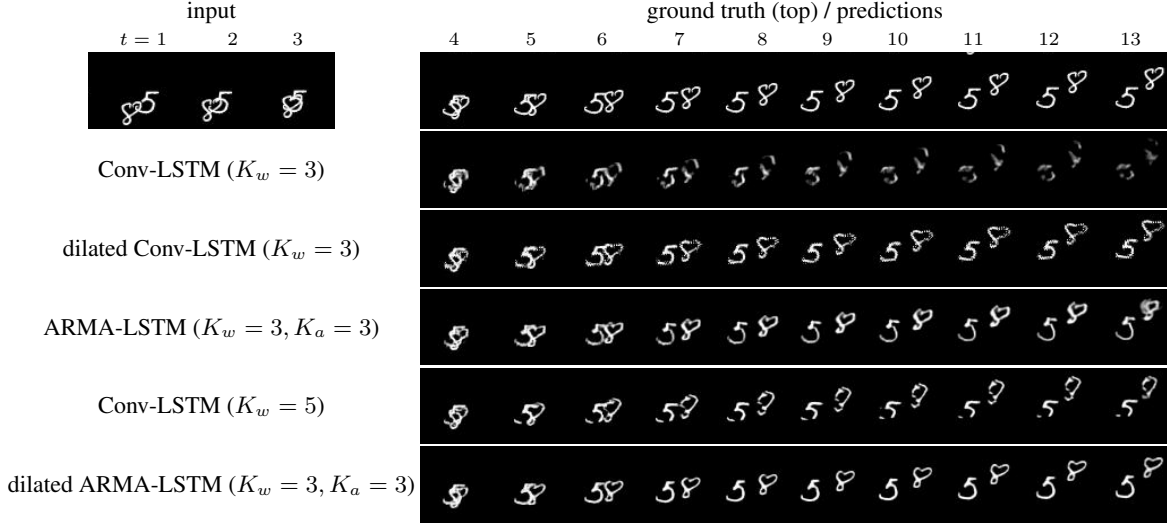 input
ground truth (top) / predictions
t = 1 2 3
4 5 6 7 8 9 10 11 12 13
Conv-LSTM (K_w = 3)
dilated Conv-LSTM (K_w = 3)
ARMA-LSTM (K_w = 3, K_a = 3)
Conv-LSTM (K_w = 5)
dilated ARMA-LSTM (K_w = 3, K_a = 3)